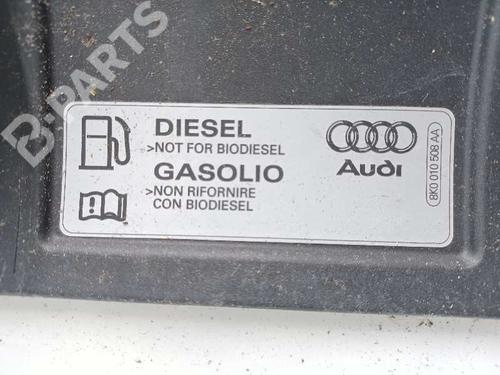 B-PARTS
DIESEL
>NOT FOR BIODIESEL
GASOLIO
>NON RIFORNIRE
CON BIODIESEL
Audi
8K0 010 508 AA